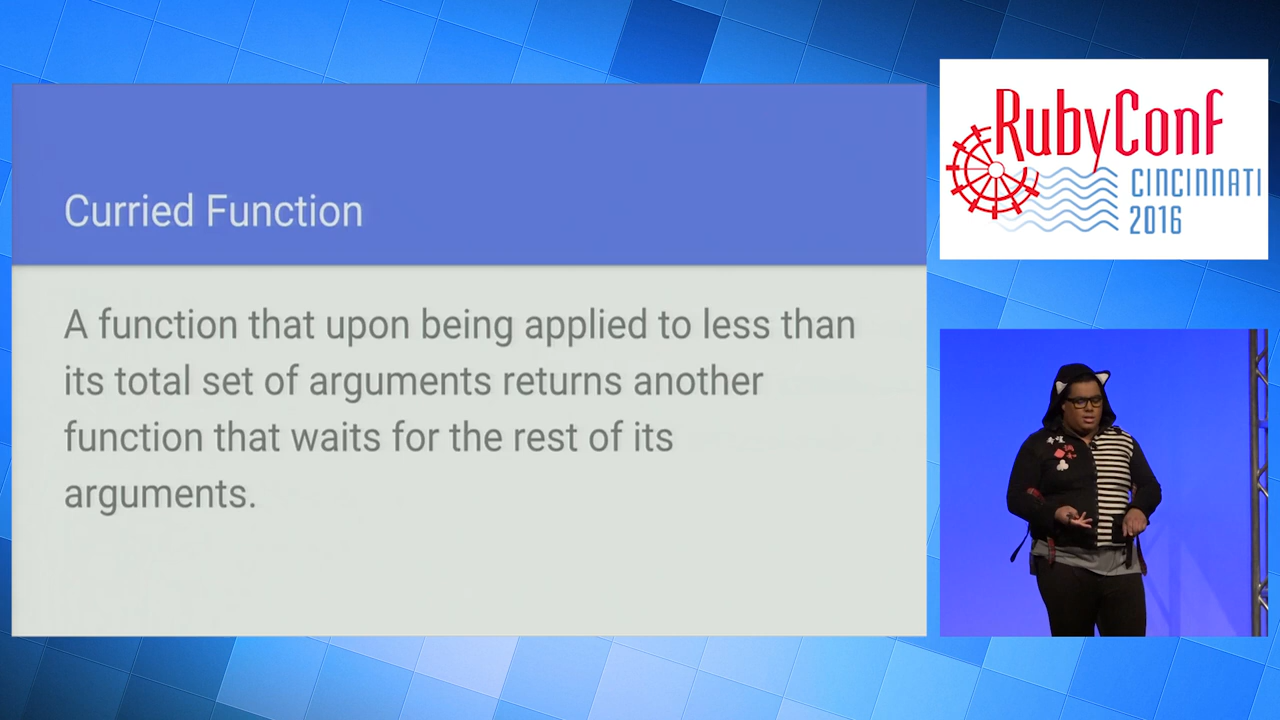 Curried Function
A function that upon being applied to less than
its total set of arguments returns another
function that waits for the rest of its
arguments.
RubyConf
CINCINNATI
2016